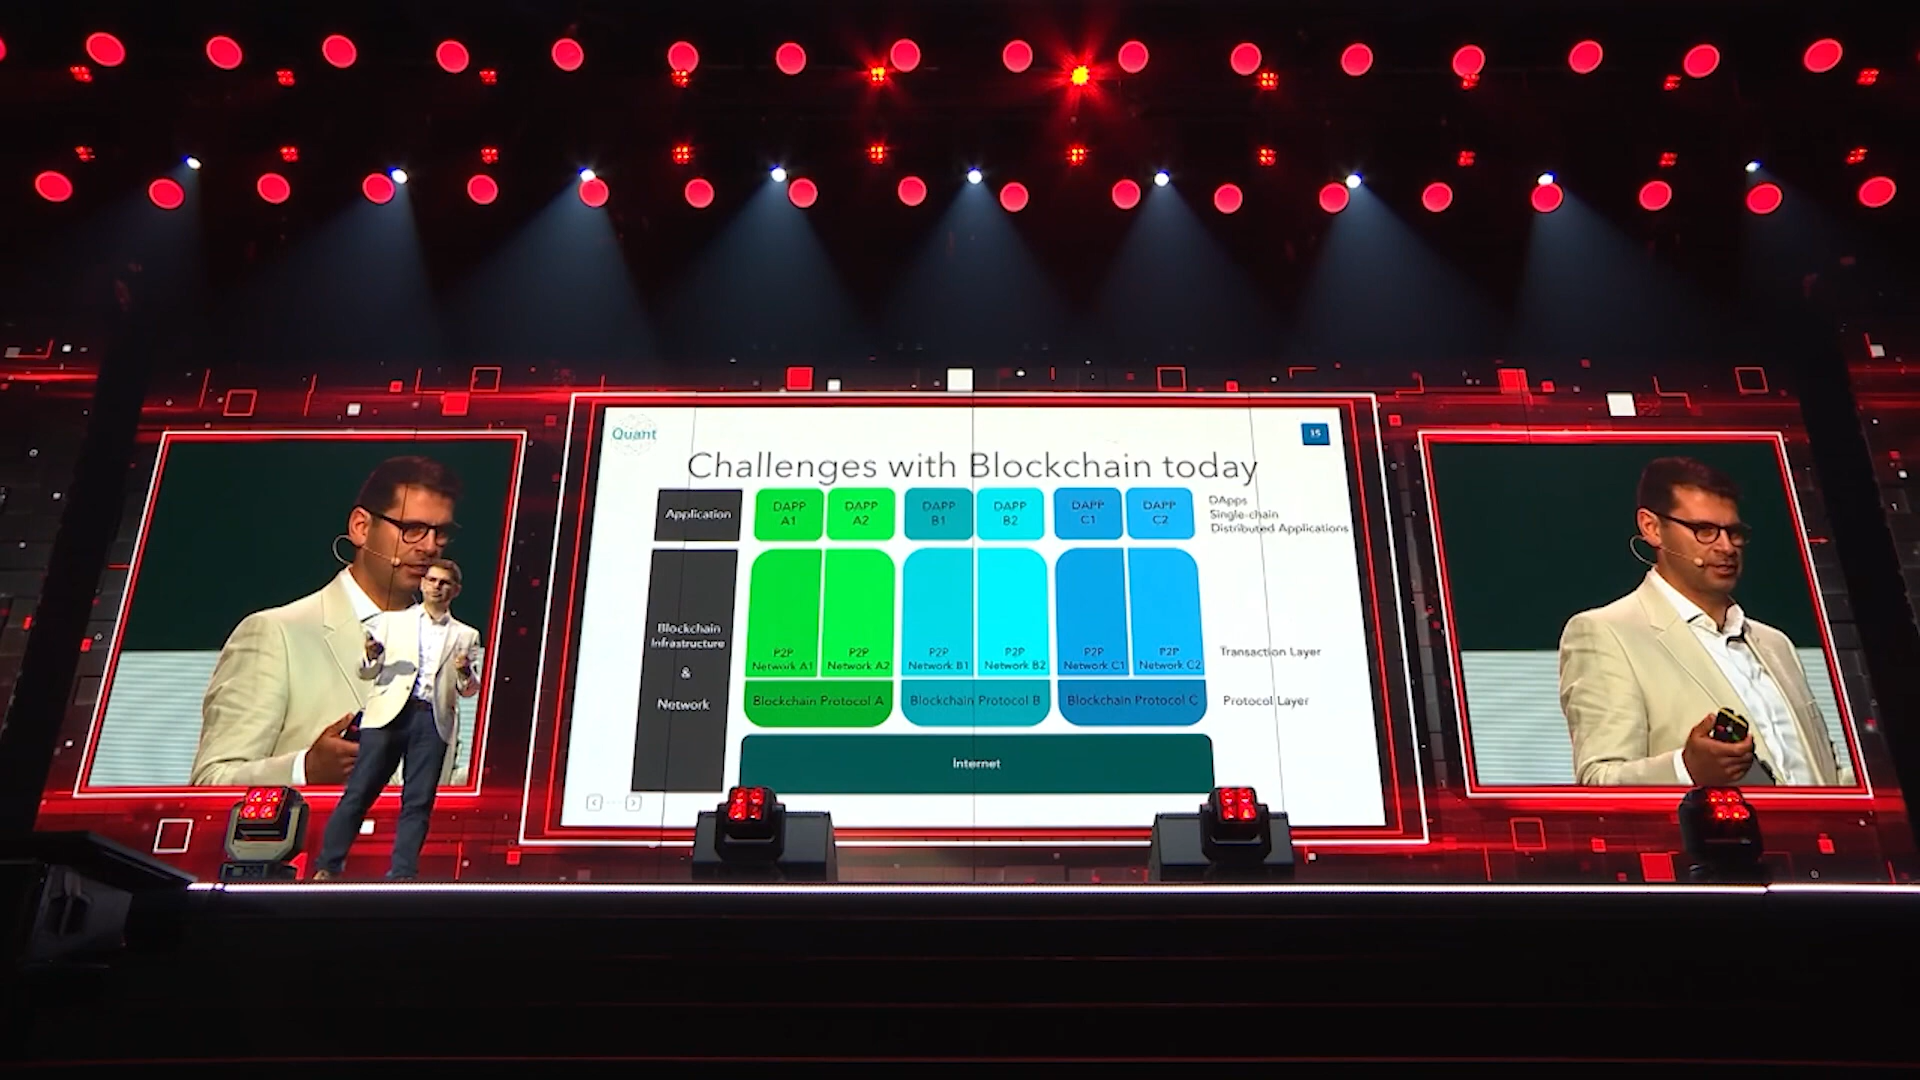 Quant
15
Challenges with Blockchain today
Application
DAPP
A1
DAPP
A2
DAPP
B1
DAPP
B2
DAPP
C1
DAPP
C2
DApps
Single-chain
Distributed Applications
Blockchain
Infrastructure
&
Network
P2P
Network A1
P2P
Network A2
P2P
Network B1
P2P
Network B2
P2P
Network C1
P2P
Network C2
Transaction Layer
Blockchain Protocol A
Blockchain Protocol B
Blockchain Protocol C
Protocol Layer
Internet